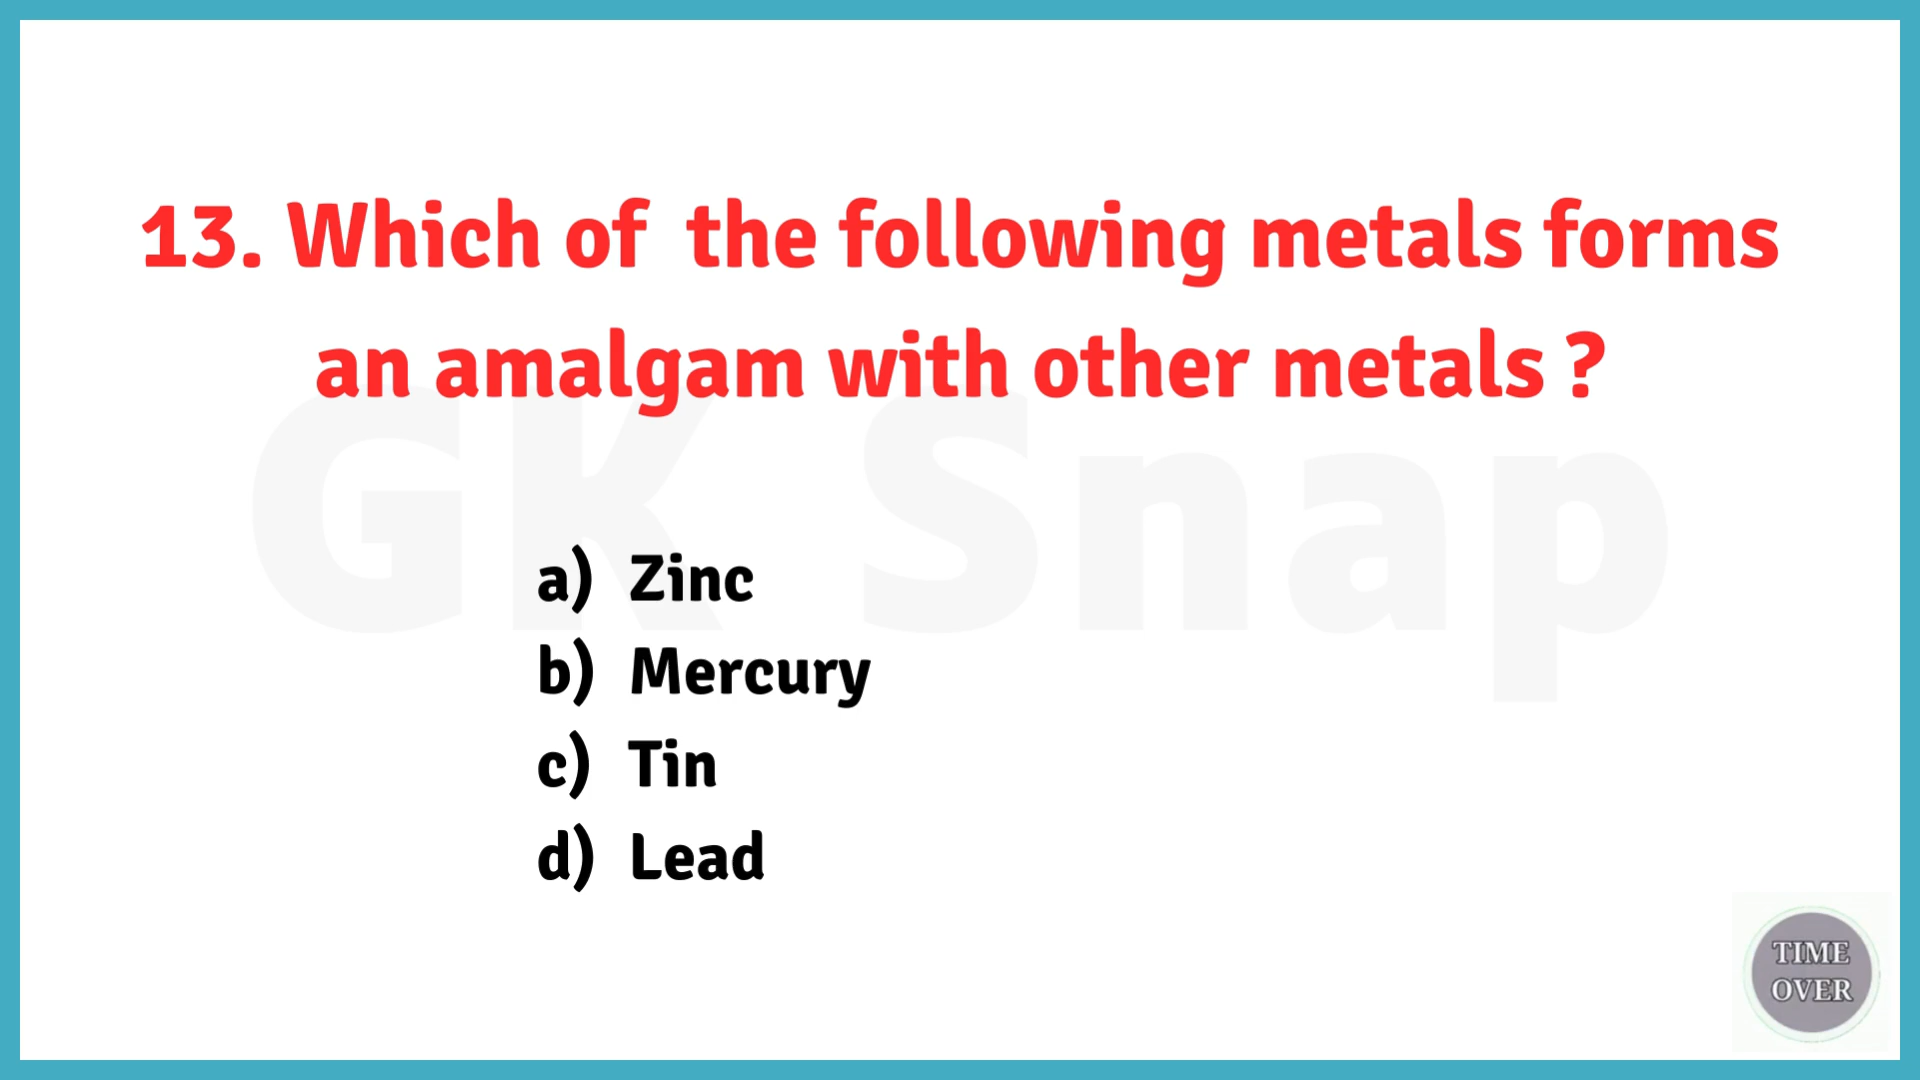 13. Which of the following metals forms
an amalgam with other metals ?
GK Snap
a) Zinc
b) Mercury
c) Tin
d) Lead
TIME
OVER